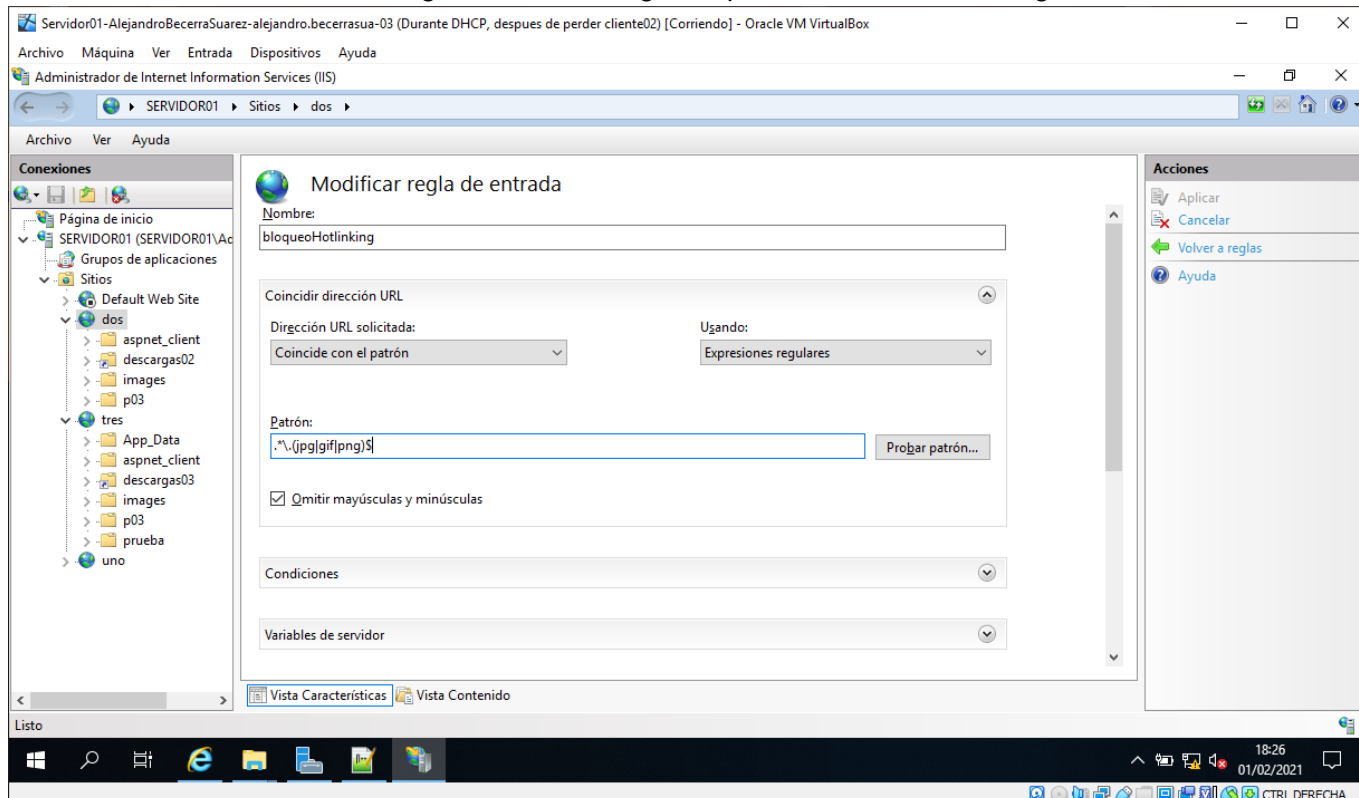 Servidor01-AlejandroBecerraSuarez-alejandro.becerrasua-03 (Durante DHCP, despues de perder cliente02) [Corriendo] - Oracle VM VirtualBox
Archivo Máquina Ver Entrada Dispositivos Ayuda
Administrador de Internet Information Services (IIS)
SERVIDOR01 Sitios dos
Archivo Ver Ayuda
Conexiones
Página de inicio
SERVIDOR01 (SERVIDOR01\Ad
Grupos de aplicaciones
Sitios
Default Web Site
dos
aspnet_client
descargas02
images
p03
tres
App_Data
aspnet_client
descargas03
images
p03
prueba
uno
Modificar regla de entrada
Nombre:
bloqueoHotlinking
Coincidir dirección URL
Dirección URL solicitada:
Usando:
Coincide con el patrón
Expresiones regulares
Patrón:
.*\.(jpg|gif|png)$
Probar patrón...
Omitir mayúsculas y minúsculas
Condiciones
Variables de servidor
Vista Características
Vista Contenido
Acciones
Aplicar
Cancelar
Volver a reglas
Ayuda
Listo
18:26
01/02/2021
CTRL DERECHA